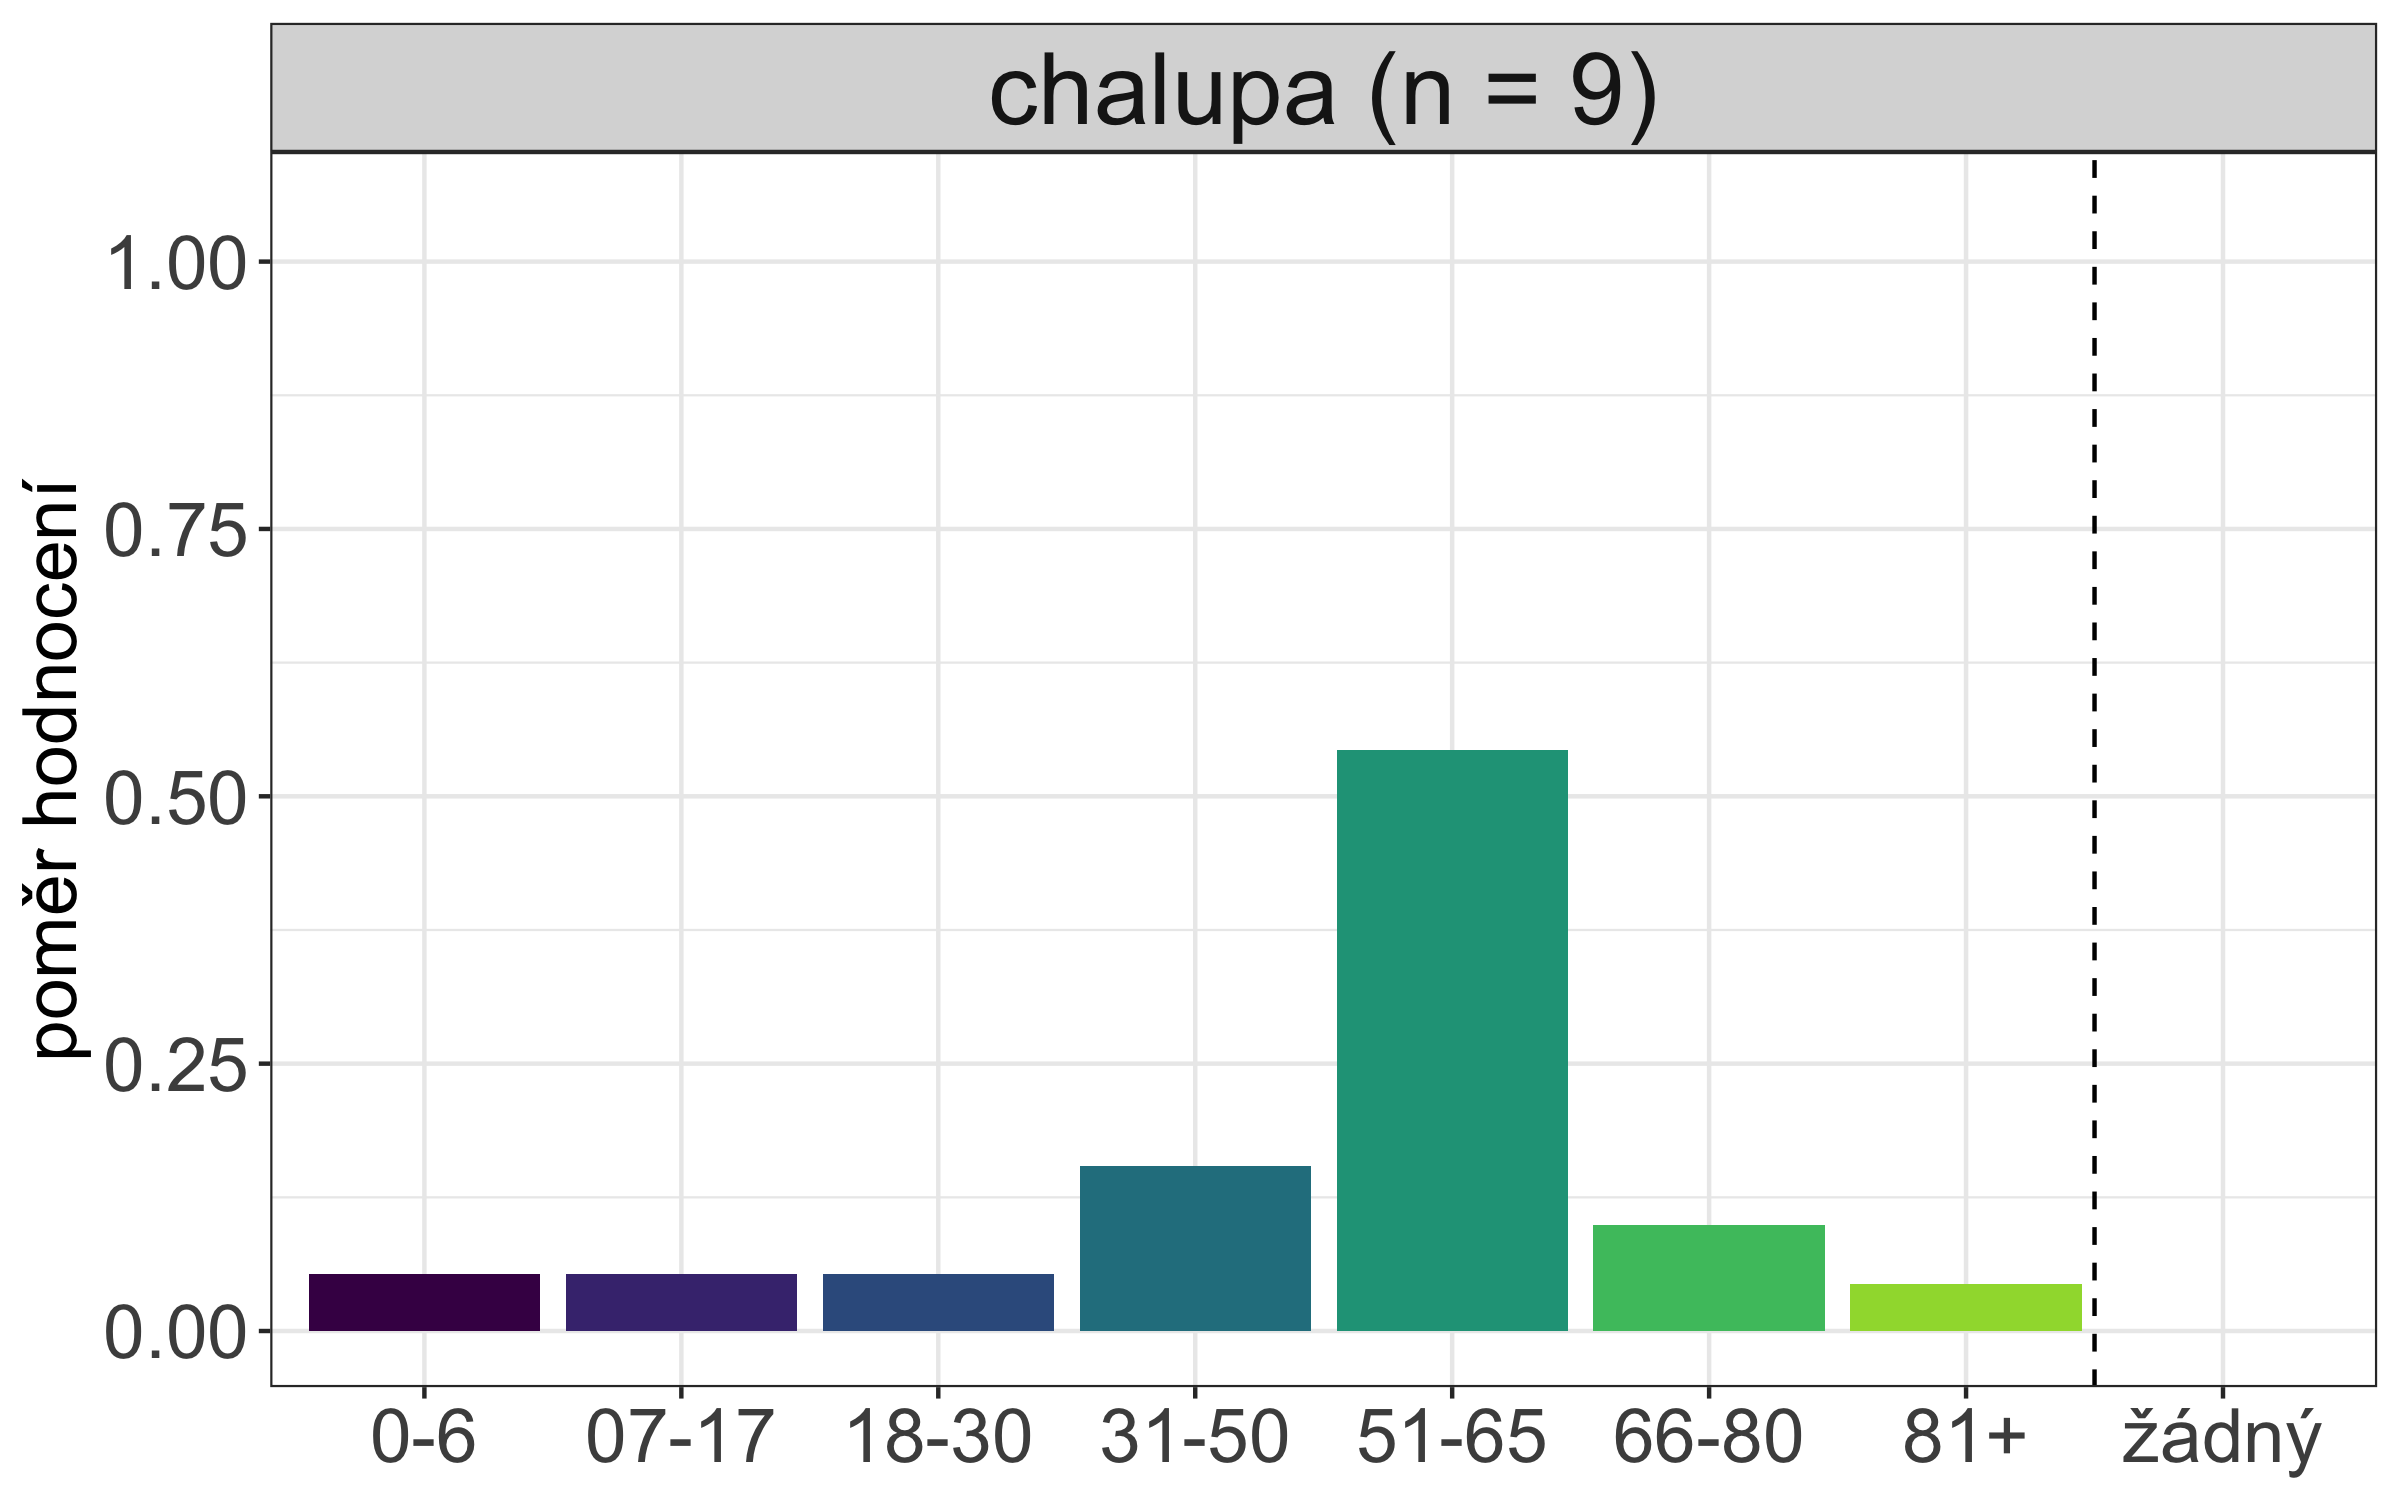 chalupa (n = 9)
poměr hodnocení
1.00
0.75
0.50
0.25
0.00
0-6 07-17 18-30 31-50 51-65 66-80 81+ žádný